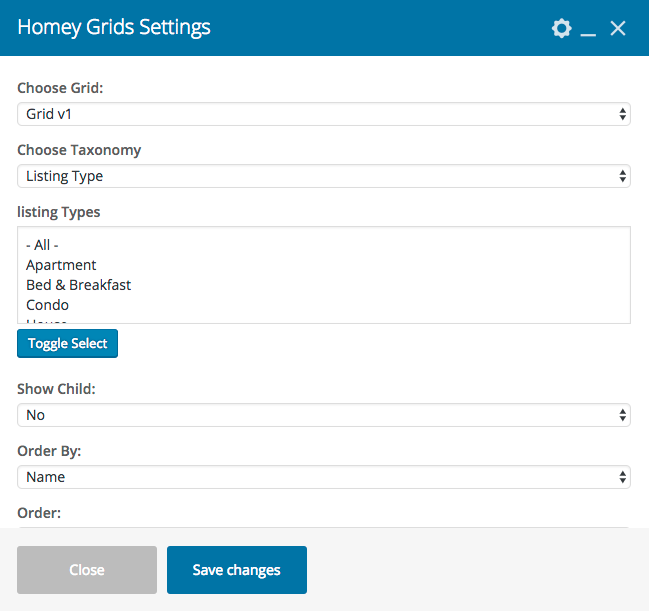 Homey Grids Settings
Choose Grid:
Grid v1
Choose Taxonomy
Listing Type
listing Types
- All -
Apartment
Bed & Breakfast
Condo
Toggle Select
Show Child:
No
Order By:
Name
Order:
Close
Save changes